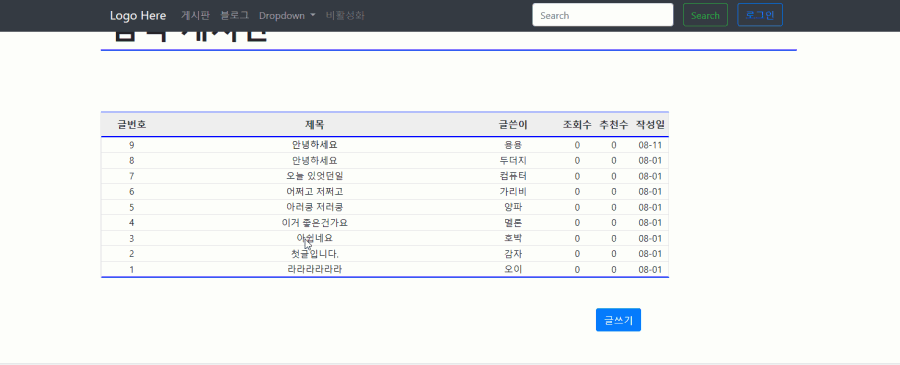 Logo Here 게시판 블로그 Dropdown 비활성화 Search Search 로그인
글번호 제목 글쓴이 조회수 추천수 작성일
9 안녕하세요 용용 0 0 08-11
8 안녕하세요 두더지 0 0 08-01
7 오늘 있엇던일 컴퓨터 0 0 08-01
6 어쩌고 저쩌고 가리비 0 0 08-01
5 아러쿵 저러쿵 양파 0 0 08-01
4 이거 좋은건가요 멜론 0 0 08-01
3 호박 0 0 08-01
2 첫글입니다. 감자 0 0 08-01
1 라라라라라라 오이 0 0 08-01
글쓰기